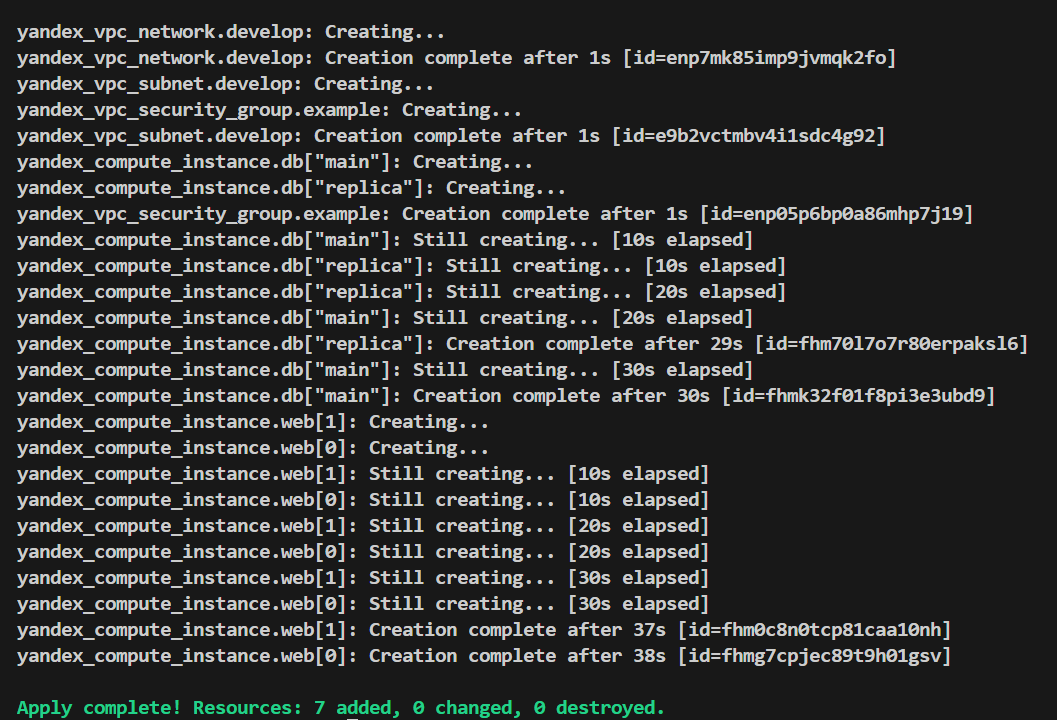 yandex_vpc_network.develop: Creating...
yandex_vpc_network.develop: Creation complete after 1s [id=enp7mk85imp9jvmqk2fo]
yandex_vpc_subnet.develop: Creating...
yandex_vpc_security_group.example: Creating...
yandex_vpc_subnet.develop: Creation complete after 1s [id=e9b2vctmbv4i1sdc4g92]
yandex_compute_instance.db["main"]: Creating...
yandex_compute_instance.db["replica"]: Creating...
yandex_vpc_security_group.example: Creation complete after 1s [id=enp05p6bp0a86mhp7j19]
yandex_compute_instance.db["main"]: Still creating... [10s elapsed]
yandex_compute_instance.db["replica"]: Still creating... [10s elapsed]
yandex_compute_instance.db["replica"]: Still creating... [20s elapsed]
yandex_compute_instance.db["main"]: Still creating... [20s elapsed]
yandex_compute_instance.db["replica"]: Creation complete after 29s [id=fhm70l7o7r80erpaksl6]
yandex_compute_instance.db["main"]: Still creating... [30s elapsed]
yandex_compute_instance.db["main"]: Creation complete after 30s [id=fhmk32f01f8pi3e3ubd9]
yandex_compute_instance.web[1]: Creating...
yandex_compute_instance.web[0]: Creating...
yandex_compute_instance.web[1]: Still creating... [10s elapsed]
yandex_compute_instance.web[0]: Still creating... [10s elapsed]
yandex_compute_instance.web[1]: Still creating... [20s elapsed]
yandex_compute_instance.web[0]: Still creating... [20s elapsed]
yandex_compute_instance.web[1]: Still creating... [30s elapsed]
yandex_compute_instance.web[0]: Still creating... [30s elapsed]
yandex_compute_instance.web[1]: Creation complete after 37s [id=fhm0c8n0tcp81caa10nh]
yandex_compute_instance.web[0]: Creation complete after 38s [id=fhmg7cpjec89t9h01gsv]
Apply complete! Resources: 7 added, 0 changed, 0 destroyed.